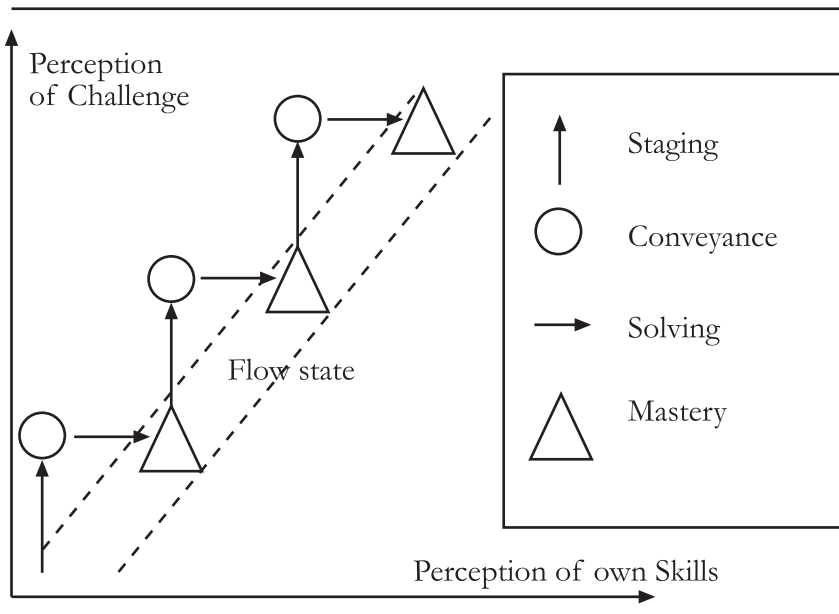 Perception
of Challenge
Staging
Conveyance
Solving
Flow state
Mastery
Perception of own Skills